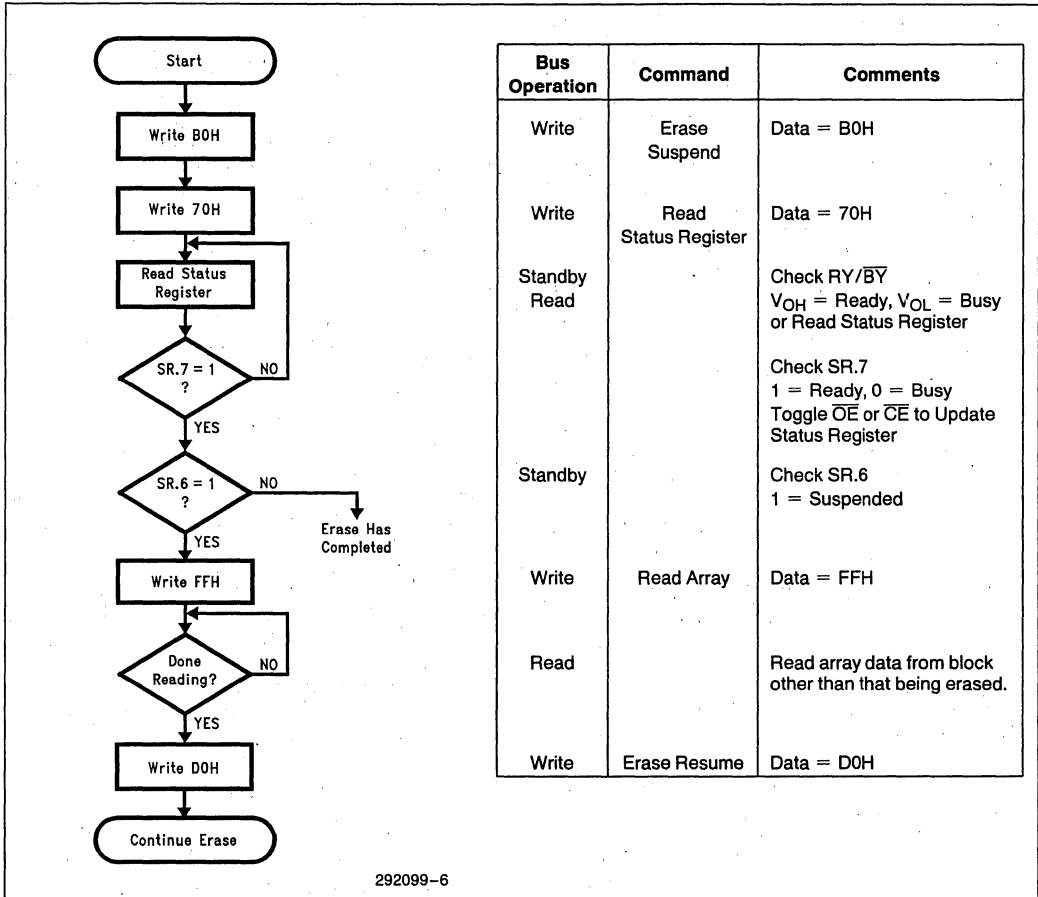 Start
Write B0H
Write 70H
Read Status
Register
SR.7 = 1
?
NO
YES
SR.6 = 1
?
NO
Erase Has
Completed
YES
Write FFH
Done
Reading?
NO
YES
Write D0H
Continue Erase
Bus
Operation
Command
Comments
Write
Erase
Suspend
Data = B0H
Write
Read
Status Register
Data = 70H
Standby
Read
Check RY/B̅Y̅
VOH = Ready, VOL = Busy
or Read Status Register
Check SR.7
1 = Ready, 0 = Busy
Toggle O̅E̅ or C̅E̅ to Update
Status Register
Standby
Check SR.6
1 = Suspended
Write
Read Array
Data = FFH
Read
Read array data from block
other than that being erased.
Write
Erase Resume
Data = D0H
292099–6